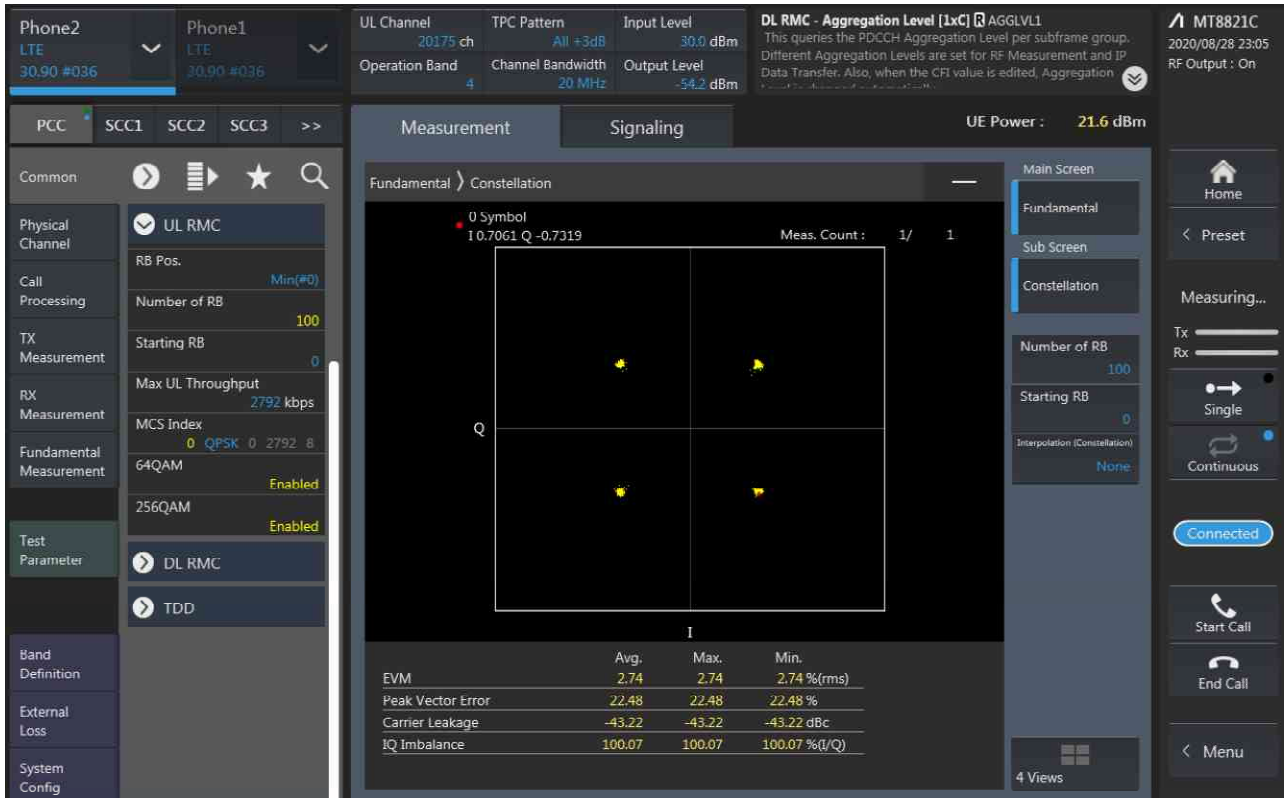 Phone2
LTE
30.90 #036
Phone1
LTE
30.90 #036
UL Channel
20175 ch
TPC Pattern
All +3dB
Input Level
30.0 dBm
Operation Band
4
Channel Bandwidth
20 MHz
Output Level
-54.2 dBm
DL RMC - Aggregation Level [1xC] R AGGLVL1
This queries the PDCCH Aggregation Level per subframe group.
Different Aggregation Levels are set for RF Measurement and IP
Data Transfer. Also, when the CFI value is edited, Aggregation
MT8821C
2020/08/28 23:05
RF Output : On
PCC SCC1 SCC2 SCC3 >>
Measurement
Signaling
UE Power : 21.6 dBm
Common
Physical
Channel
Call
Processing
TX
Measurement
RX
Measurement
Fundamental
Measurement
Test
Parameter
Band
Definition
External
Loss
System
Config
UL RMC
RB Pos.
Min(#0)
Number of RB
100
Starting RB
0
Max UL Throughput
2792 kbps
MCS Index
0 QPSK 0 2792 8
64QAM
Enabled
256QAM
Enabled
DL RMC
TDD
Fundamental ⟩ Constellation
0 Symbol
I 0.7061 Q -0.7319
Meas. Count : 1/ 1
Q
I
Avg. Max. Min.
EVM 2.74 2.74 2.74 %(rms)
Peak Vector Error 22.48 22.48 22.48 %
Carrier Leakage -43.22 -43.22 -43.22 dBc
IQ Imbalance 100.07 100.07 100.07 %(I/Q)
Main Screen
Fundamental
Sub Screen
Constellation
Number of RB
100
Starting RB
0
Interpolation (Constellation)
None
4 Views
Home
< Preset
Measuring...
Tx
Rx
Single
Continuous
Connected
Start Call
End Call
< Menu